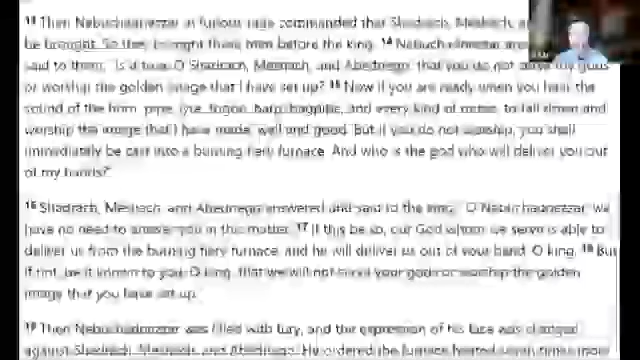 13 Then Nebuchadnezzar in furious rage commanded that Shadrach, Meshach,
be brought. So they brought these men before the king. 14 Nebuchadnezzar
said to them, "Is it true, O Shadrach, Meshach, and Abednego, that you do not serve my gods
or worship the golden image that I have set up? 15 Now if you are ready when you hear the
sound of the horn, pipe, lyre, trigon, harp, bagpipe, and every kind of music, to fall down and
worship the image that I have made, well and good. But if you do not worship, you shall
immediately be cast into a burning fiery furnace. And who is the god who will deliver you out
of my hands?"
16 Shadrach, Meshach, and Abednego answered and said to the king, "O Nebuchadnezzar, we
have no need to answer you in this matter. 17 If this be so, our God whom we serve is able to
deliver us from the burning fiery furnace, and he will deliver us out of your hand, O king. 18 But
if not, be it known to you, O king, that we will not serve your gods or worship the golden
image that you have set up."
19 Then Nebuchadnezzar was filled with fury, and the expression of his face was changed
against Shadrach, Meshach, and Abednego. He ordered the furnace heated seven times more